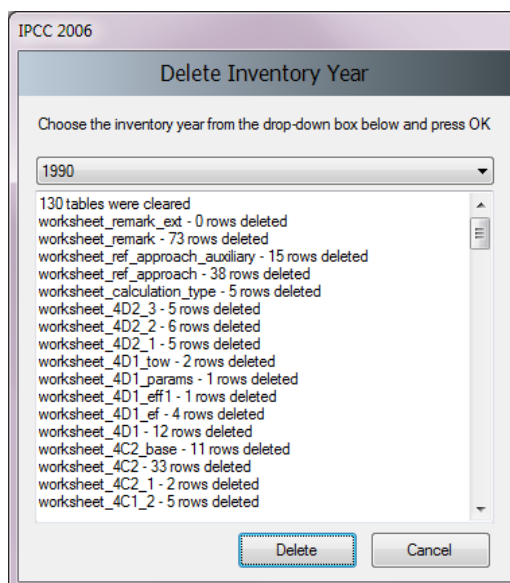 IPCC 2006
Delete Inventory Year
Choose the inventory year from the drop-down box below and press OK
1990
130 tables were cleared
worksheet_remark_ext - 0 rows deleted
worksheet_remark - 73 rows deleted
worksheet_ref_approach_auxiliary - 15 rows deleted
worksheet_ref_approach - 38 rows deleted
worksheet_calculation_type - 5 rows deleted
worksheet_4D2_3 - 5 rows deleted
worksheet_4D2_2 - 6 rows deleted
worksheet_4D2_1 - 5 rows deleted
worksheet_4D1_tow - 2 rows deleted
worksheet_4D1_params - 1 rows deleted
worksheet_4D1_eff1 - 1 rows deleted
worksheet_4D1_ef - 4 rows deleted
worksheet_4D1 - 12 rows deleted
worksheet_4C2_base - 11 rows deleted
worksheet_4C2 - 33 rows deleted
worksheet_4C2_1 - 2 rows deleted
worksheet_4C1_2 - 5 rows deleted
Delete Cancel